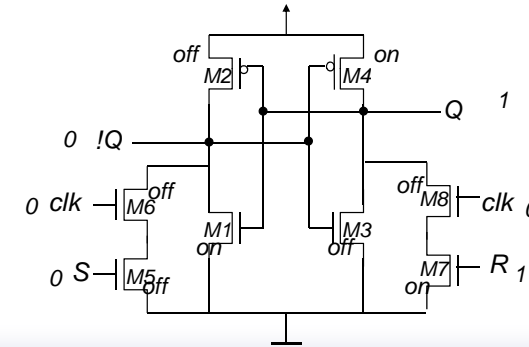 off on
M2 M4
Q 1
0 !Q
off off
0 clk M6 M8 clk 0
M1 M3
on off
0 S M5 M7 R 1
off on